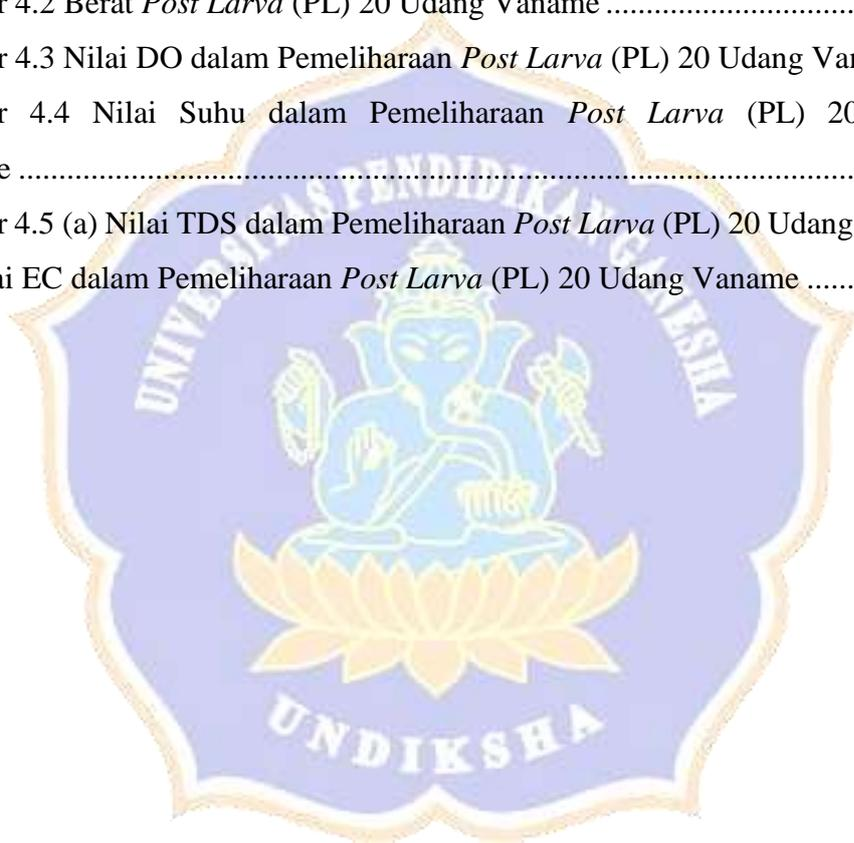 r 4.2 Berat Post Larva (PL) 20 Udang Vaname ...............................
r 4.3 Nilai DO dalam Pemeliharaan Post Larva (PL) 20 Udang Van
r 4.4 Nilai Suhu dalam Pemeliharaan Post Larva (PL) 20
e ........................................................................................................
r 4.5 (a) Nilai TDS dalam Pemeliharaan Post Larva (PL) 20 Udang
ai EC dalam Pemeliharaan Post Larva (PL) 20 Udang Vaname ......
UNIVERSITAS PENDIDIKAN GANESHA
UNDIKSHA